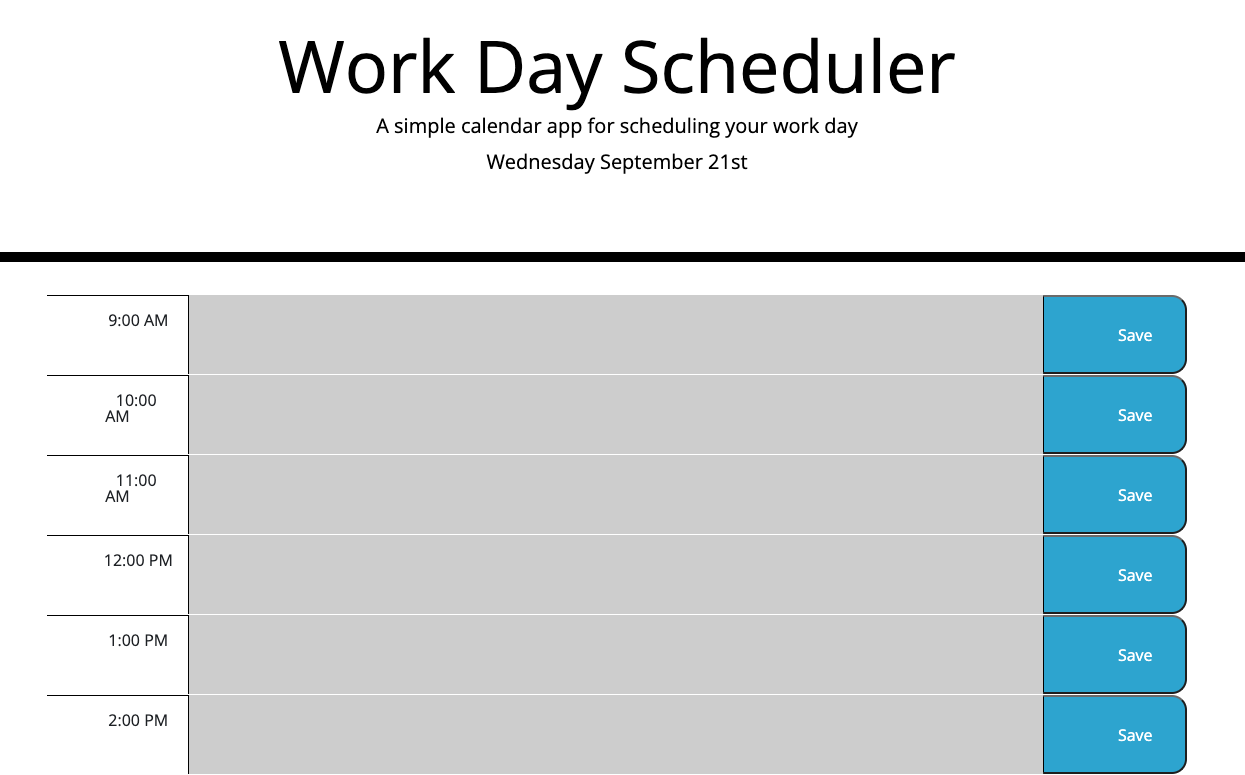 Work Day Scheduler
A simple calendar app for scheduling your work day
Wednesday September 21st
9:00 AM
Save
10:00
AM
Save
11:00
AM
Save
12:00 PM
Save
1:00 PM
Save
2:00 PM
Save